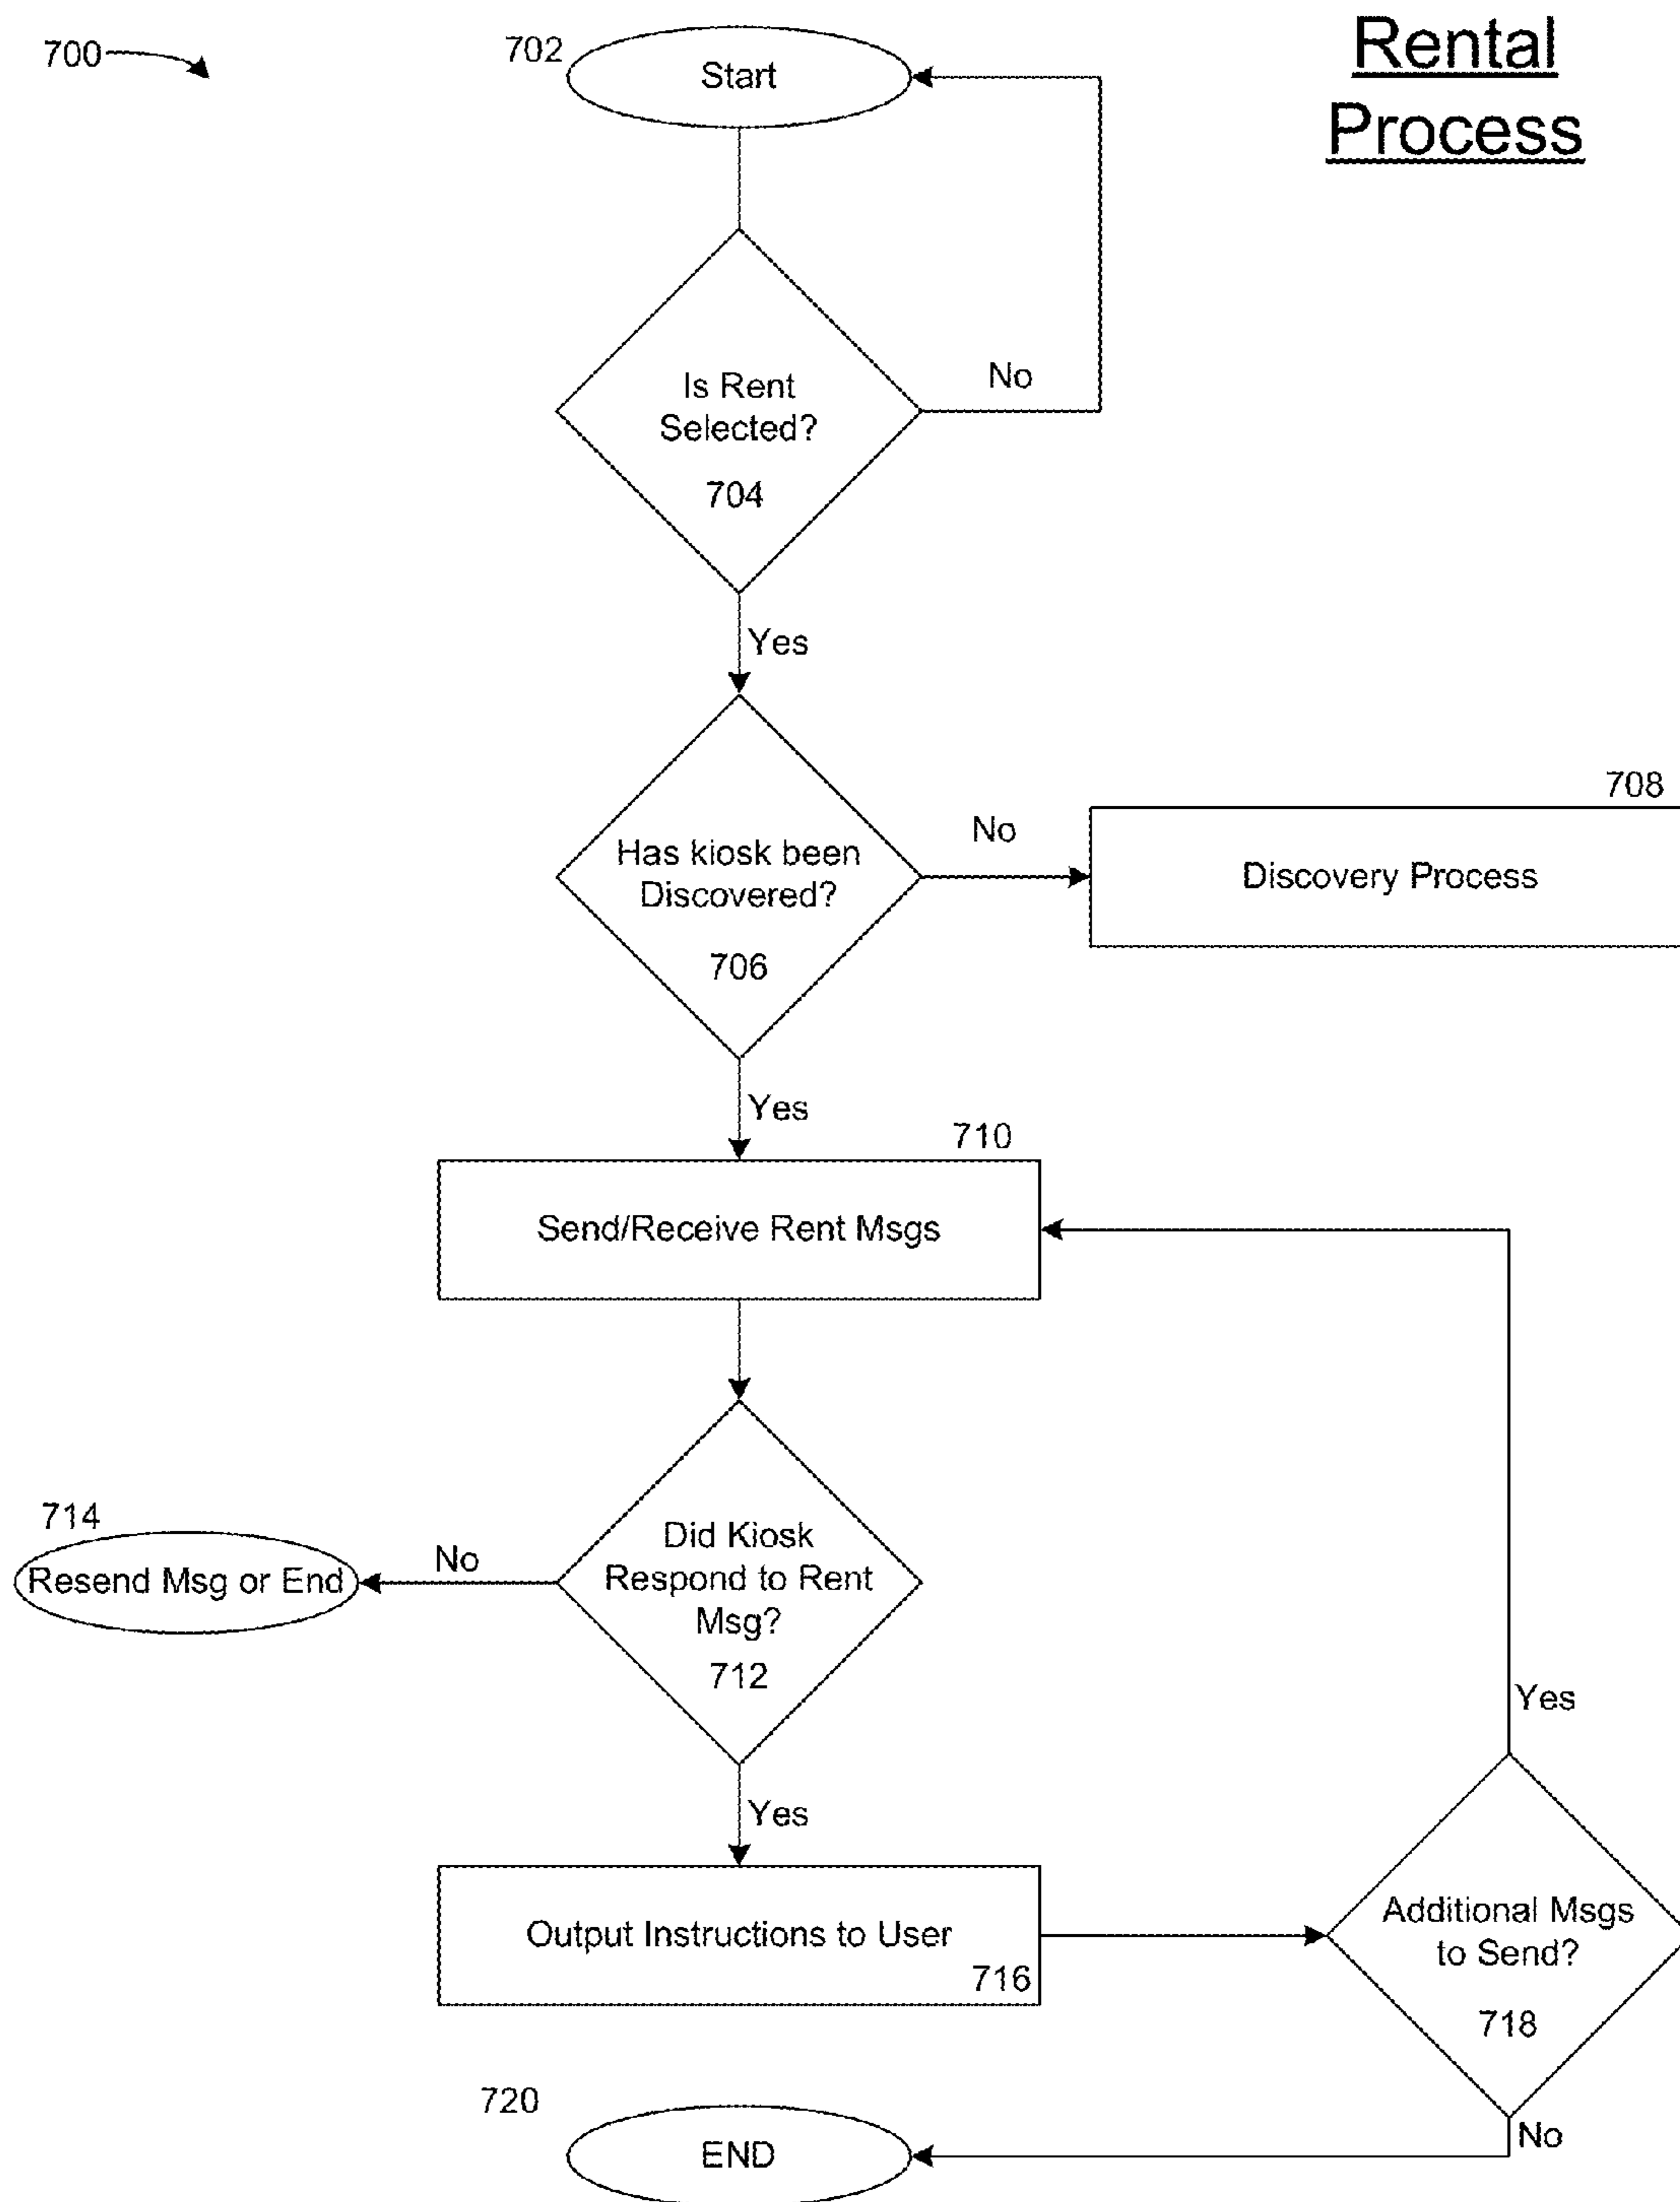 Rental
Process
700
702
Start
Is Rent
Selected?
704
No
Yes
Has kiosk been
Discovered?
706
No
708
Discovery Process
Yes
710
Send/Receive Rent Msgs
714
Resend Msg or End
No
Did Kiosk
Respond to Rent
Msg?
712
Yes
Yes
Output Instructions to User
716
Additional Msgs
to Send?
718
No
720
END